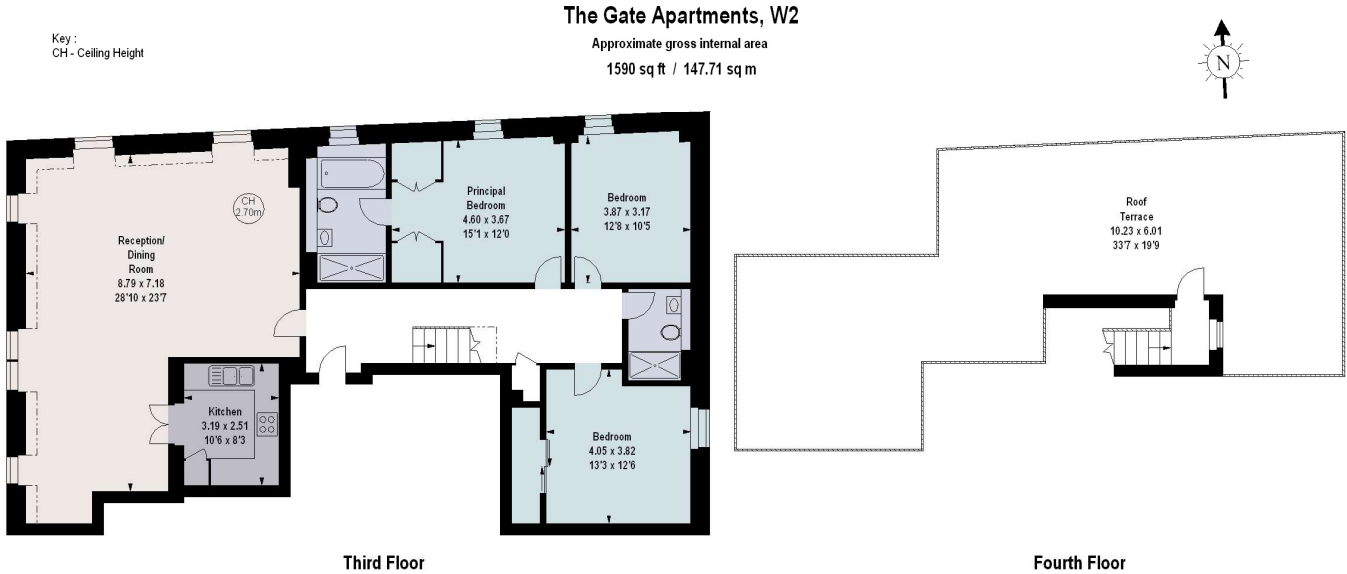 The Gate Apartments, W2
Approximate gross internal area
1590 sq ft / 147.71 sq m
Key :
CH - Ceiling Height
N
CH
2.70m
Reception/
Dining
Room
8.79 x 7.18
28'10 x 23'7
Principal
Bedroom
4.60 x 3.67
15'1 x 12'0
Bedroom
3.87 x 3.17
12'8 x 10'5
Kitchen
3.19 x 2.51
10'6 x 8'3
Bedroom
4.05 x 3.82
13'3 x 12'6
Roof
Terrace
10.23 x 6.01
33'7 x 19'9
Third Floor
Fourth Floor